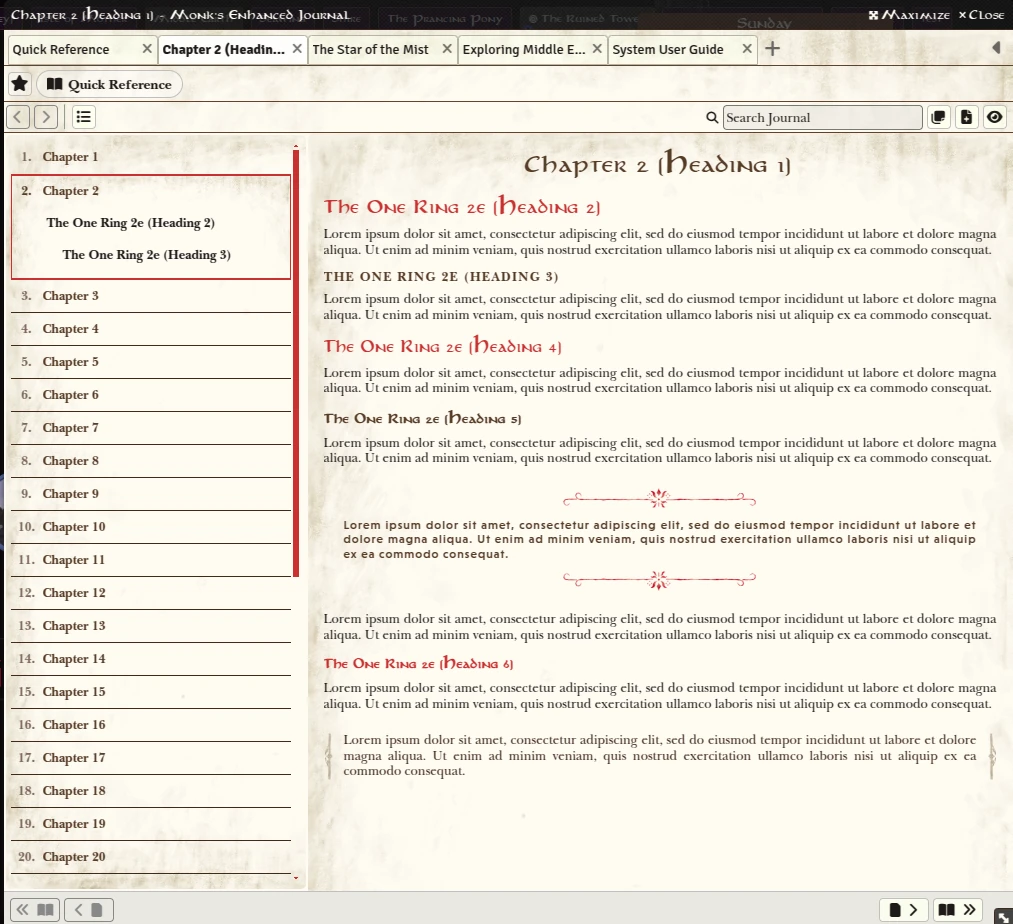 Chapter 2 (Heading 1) - Monk's Enhanced Journal
The Prancing Pony
The Ruined Tower
Sunday
Maximize
Close
Quick Reference
Chapter 2 (Headin...
The Star of the Mist
Exploring Middle E...
System User Guide
Quick Reference
Search Journal
1. Chapter 1
2. Chapter 2
The One Ring 2e (Heading 2)
The One Ring 2e (Heading 3)
3. Chapter 3
4. Chapter 4
5. Chapter 5
6. Chapter 6
7. Chapter 7
8. Chapter 8
9. Chapter 9
10. Chapter 10
11. Chapter 11
12. Chapter 12
13. Chapter 13
14. Chapter 14
15. Chapter 15
16. Chapter 16
17. Chapter 17
18. Chapter 18
19. Chapter 19
20. Chapter 20
Chapter 2 (Heading 1)
The One Ring 2e (Heading 2)
Lorem ipsum dolor sit amet, consectetur adipiscing elit, sed do eiusmod tempor incididunt ut labore et dolore magna
aliqua. Ut enim ad minim veniam, quis nostrud exercitation ullamco laboris nisi ut aliquip ex ea commodo consequat.
THE ONE RING 2E (HEADING 3)
Lorem ipsum dolor sit amet, consectetur adipiscing elit, sed do eiusmod tempor incididunt ut labore et dolore magna
aliqua. Ut enim ad minim veniam, quis nostrud exercitation ullamco laboris nisi ut aliquip ex ea commodo consequat.
The One Ring 2e (Heading 4)
Lorem ipsum dolor sit amet, consectetur adipiscing elit, sed do eiusmod tempor incididunt ut labore et dolore magna
aliqua. Ut enim ad minim veniam, quis nostrud exercitation ullamco laboris nisi ut aliquip ex ea commodo consequat.
The One Ring 2e (Heading 5)
Lorem ipsum dolor sit amet, consectetur adipiscing elit, sed do eiusmod tempor incididunt ut labore et dolore magna
aliqua. Ut enim ad minim veniam, quis nostrud exercitation ullamco laboris nisi ut aliquip ex ea commodo consequat.
Lorem ipsum dolor sit amet, consectetur adipiscing elit, sed do eiusmod tempor incididunt ut labore et
dolore magna aliqua. Ut enim ad minim veniam, quis nostrud exercitation ullamco laboris nisi ut aliquip
ex ea commodo consequat.
Lorem ipsum dolor sit amet, consectetur adipiscing elit, sed do eiusmod tempor incididunt ut labore et dolore magna
aliqua. Ut enim ad minim veniam, quis nostrud exercitation ullamco laboris nisi ut aliquip ex ea commodo consequat.
The One Ring 2e (Heading 6)
Lorem ipsum dolor sit amet, consectetur adipiscing elit, sed do eiusmod tempor incididunt ut labore et dolore magna
aliqua. Ut enim ad minim veniam, quis nostrud exercitation ullamco laboris nisi ut aliquip ex ea commodo consequat.
Lorem ipsum dolor sit amet, consectetur adipiscing elit, sed do eiusmod tempor incididunt ut labore et dolore
magna aliqua. Ut enim ad minim veniam, quis nostrud exercitation ullamco laboris nisi ut aliquip ex ea
commodo consequat.